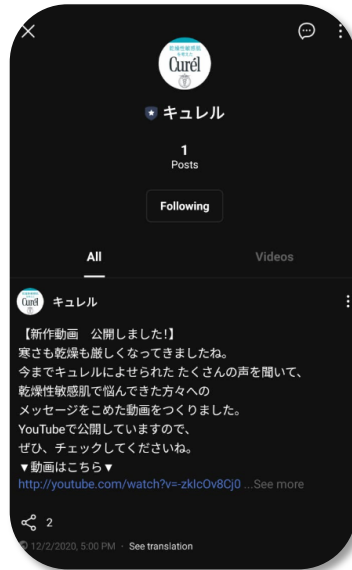 乾燥性敏感肌
Curél
キュレル
1
Posts
Following
All
Videos
Curél
キュレル
【新作動画　公開しました!】
寒さも乾燥も厳しくなってきましたね。
今までキュレルによせられた たくさんの声を聞いて、
乾燥性敏感肌で悩んできた方々への
メッセージをこめた動画をつくりました。
YouTubeで公開していますので、
ぜひ、チェックしてくださいね。
▼動画はこちら▼
http://youtube.com/watch?v=-zkIcOv8Cj0 ...See more
2
12/2/2020, 5:00 PM · See translation